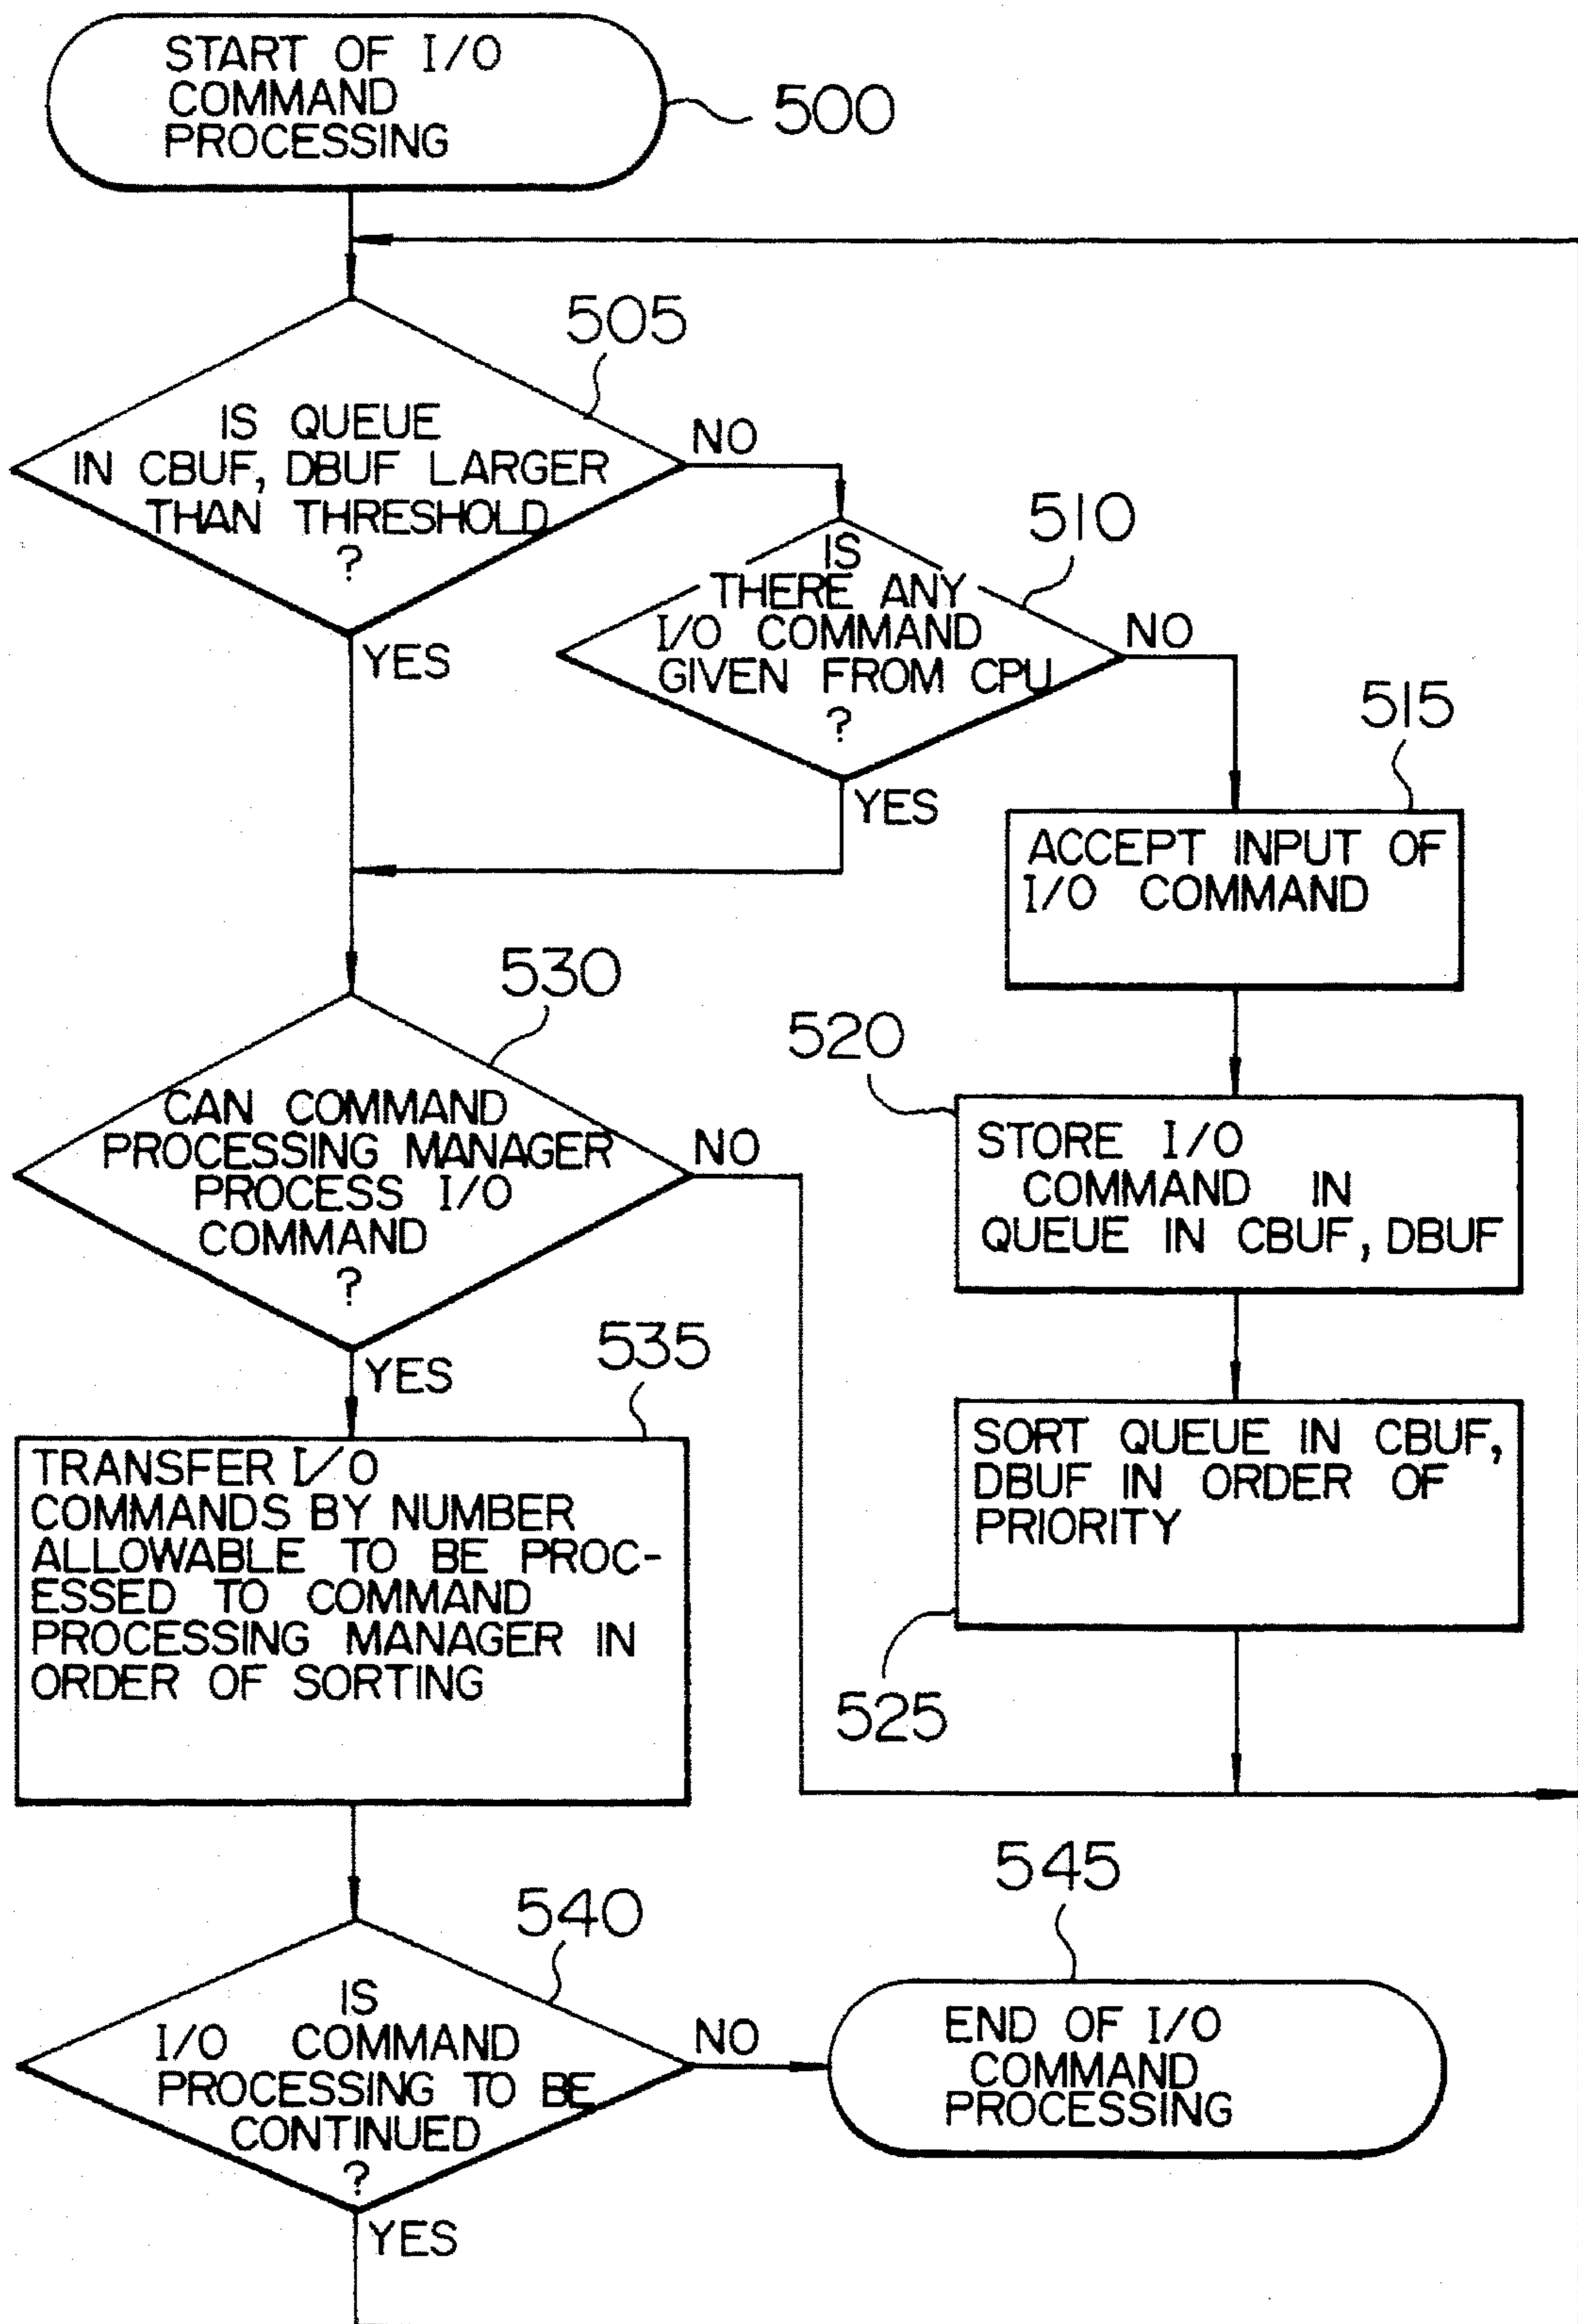 START OF I/O
COMMAND
PROCESSING
500
505
IS QUEUE
IN CBUF, DBUF LARGER
THAN THRESHOLD
?
NO
YES
510
IS
THERE ANY
I/O COMMAND
GIVEN FROM CPU
?
NO
YES
515
ACCEPT INPUT OF
I/O COMMAND
520
STORE I/O
COMMAND IN
QUEUE IN CBUF, DBUF
SORT QUEUE IN CBUF,
DBUF IN ORDER OF
PRIORITY
525
530
CAN COMMAND
PROCESSING MANAGER
PROCESS I/O
COMMAND
?
NO
YES
535
TRANSFER I/O
COMMANDS BY NUMBER
ALLOWABLE TO BE PROC-
ESSED TO COMMAND
PROCESSING MANAGER IN
ORDER OF SORTING
540
IS
I/O COMMAND
PROCESSING TO BE
CONTINUED
?
NO
YES
545
END OF I/O
COMMAND
PROCESSING